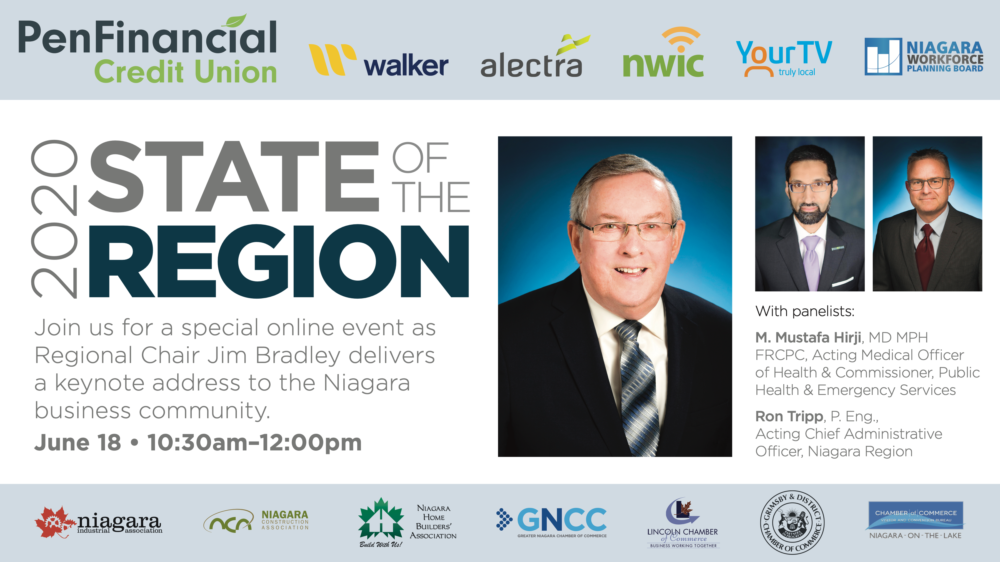 PenFinancial
Credit Union
walker
alectra
nwic
YourTV
truly local
NIAGARA
WORKFORCE
PLANNING BOARD
2020
STATE OF THE
REGION
Join us for a special online event as
Regional Chair Jim Bradley delivers
a keynote address to the Niagara
business community.
June 18 • 10:30am–12:00pm
With panelists:
M. Mustafa Hirji, MD MPH
FRCPC, Acting Medical Officer
of Health & Commissioner, Public
Health & Emergency Services
Ron Tripp, P. Eng.,
Acting Chief Administrative
Officer, Niagara Region
niagara
industrial association
nca
NIAGARA
CONSTRUCTION
ASSOCIATION
Build With Us!
NIAGARA
HOME
BUILDERS'
ASSOCIATION
GNCC
GREATER NIAGARA CHAMBER OF COMMERCE
LINCOLN CHAMBER
of Commerce
BUSINESS WORKING TOGETHER
GRIMSBY & DISTRICT
CHAMBER OF COMMERCE
PARTNERS
IN PROGRESS
CHAMBER of COMMERCE
VISITOR AND CONVENTION BUREAU
NIAGARA-ON-THE-LAKE